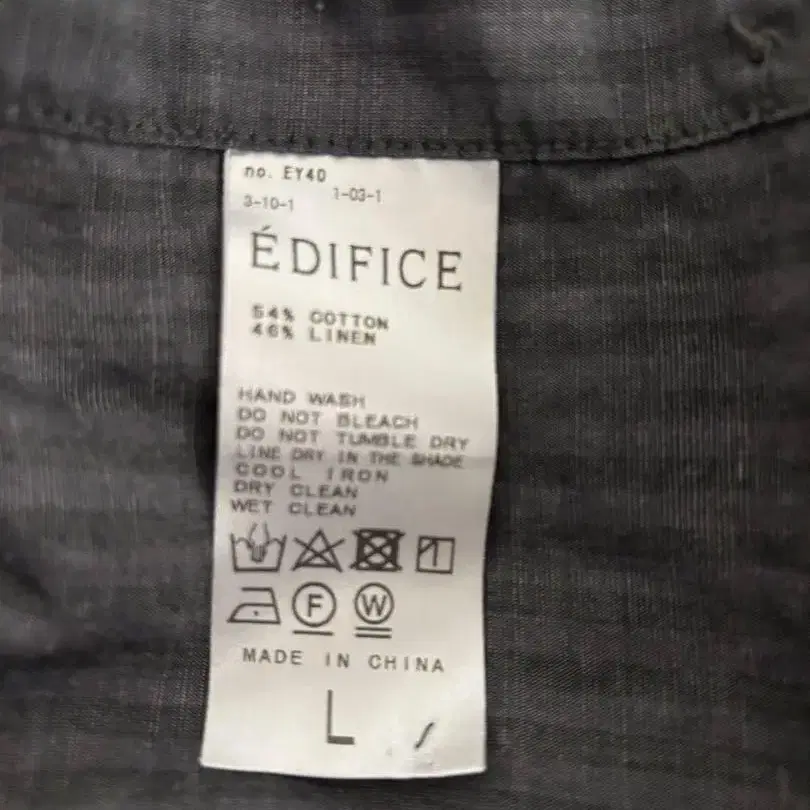 no. EY40
3-10-1 1-03-1
ÉDIFICE
54% COTTON
46% LINEN
HAND WASH
DO NOT BLEACH
DO NOT TUMBLE DRY
LINE DRY IN THE SHADE
COOL IRON
DRY CLEAN
WET CLEAN
F W
MADE IN CHINA
L